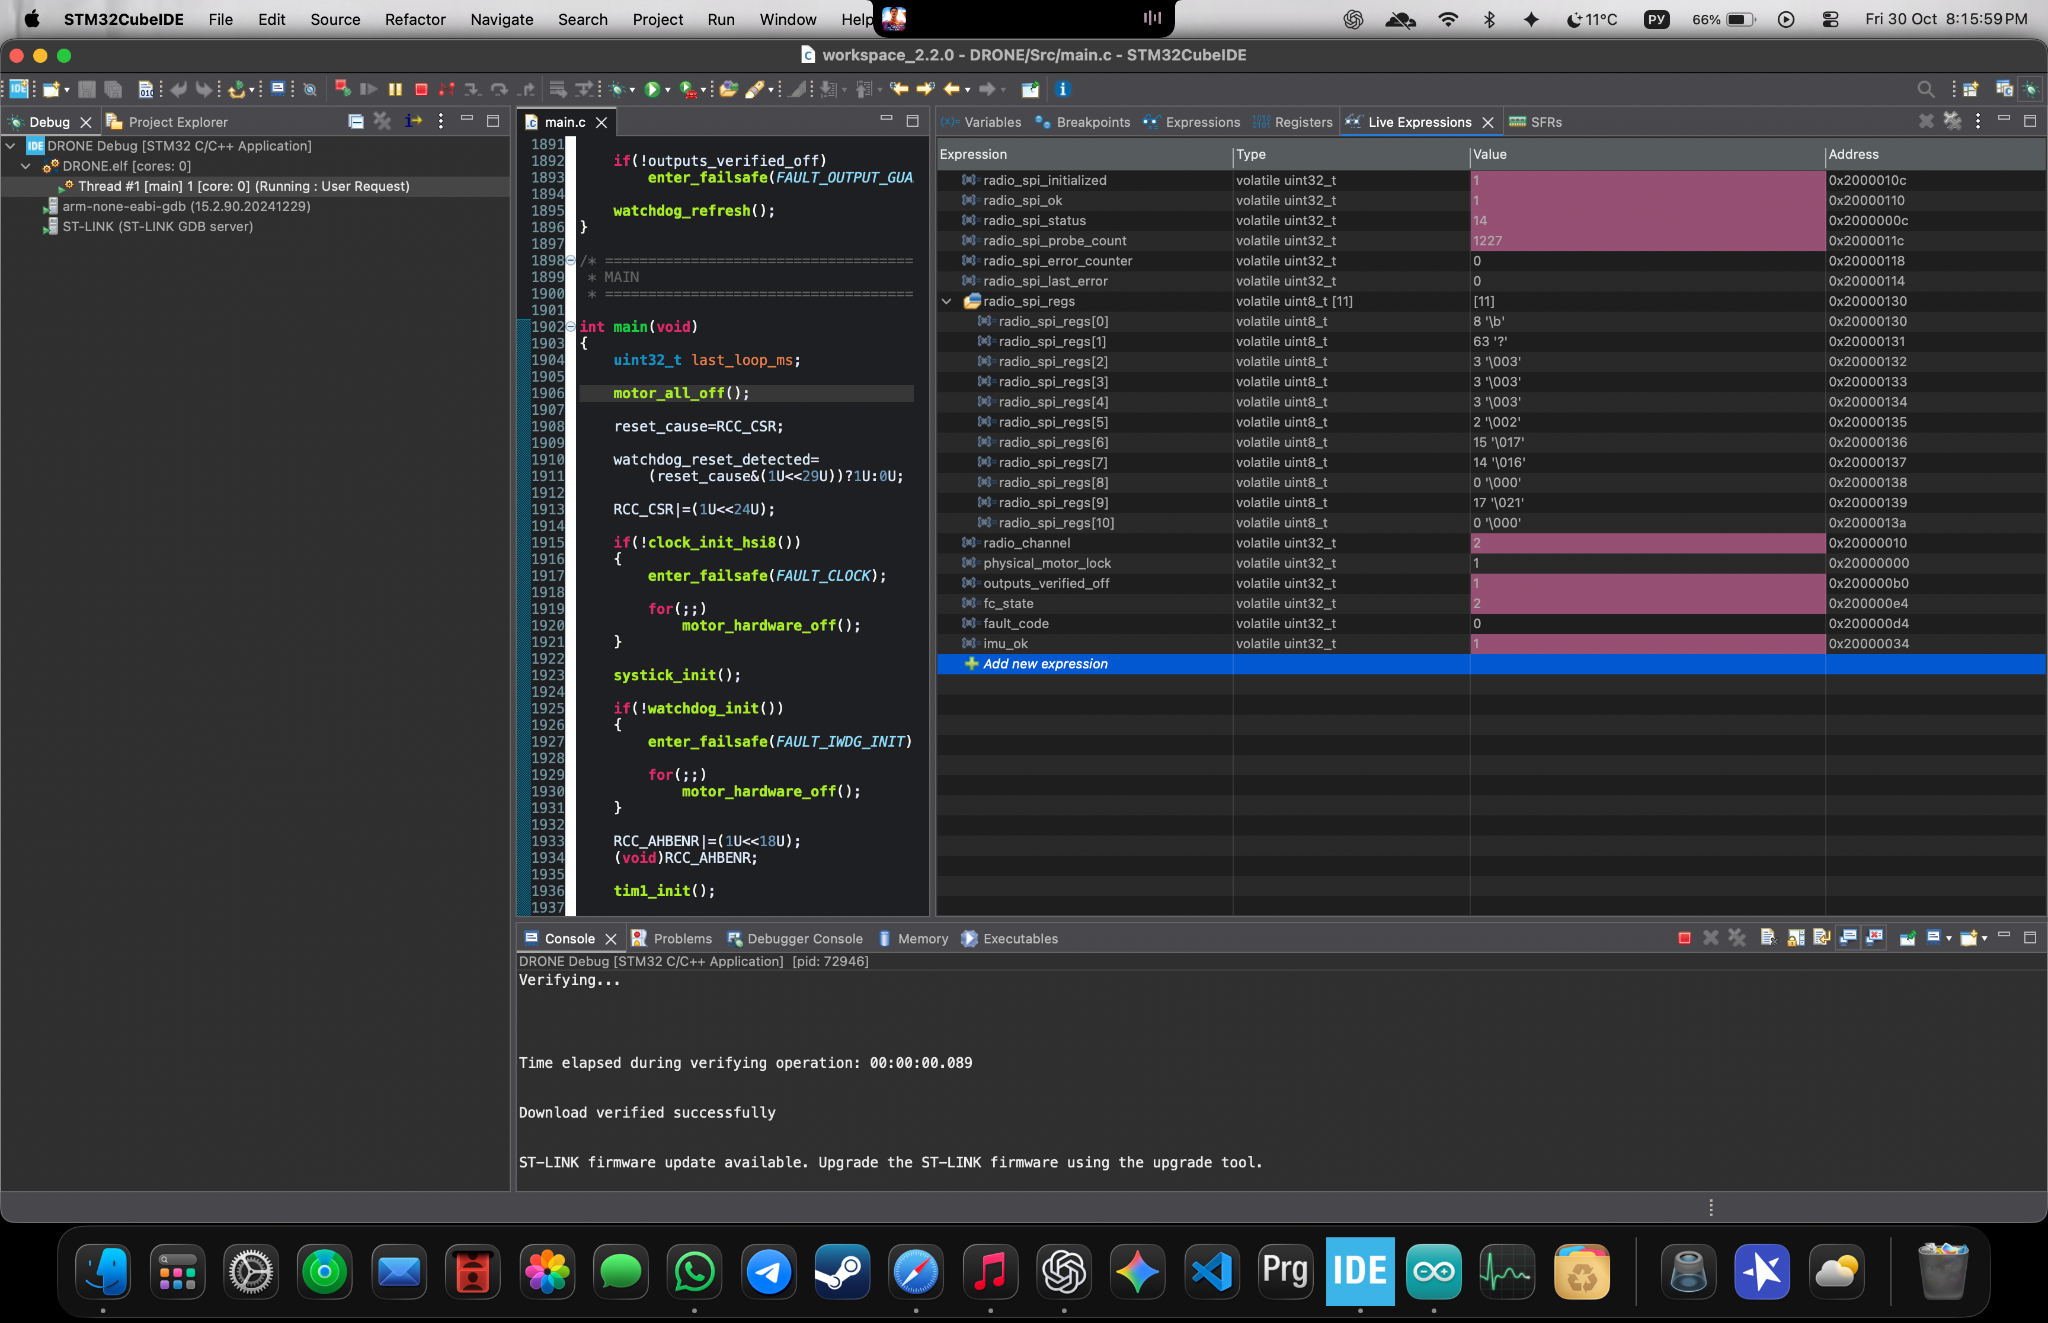 STM32CubeIDE File Edit Source Refactor Navigate Search Project Run Window Help 11°C РУ 66% Fri 30 Oct 8:15:59 PM
workspace_2.2.0 - DRONE/Src/main.c - STM32CubeIDE
Debug Project Explorer
DRONE Debug [STM32 C/C++ Application]
DRONE.elf [cores: 0]
Thread #1 [main] 1 [core: 0] (Running : User Request)
arm-none-eabi-gdb (15.2.90.20241229)
ST-LINK (ST-LINK GDB server)
main.c
1891
1892 if(!outputs_verified_off)
1893 enter_failsafe(FAULT_OUTPUT_GUA
1894
1895 watchdog_refresh();
1896 }
1897
1898 /* ====================================
1899 * MAIN
1900 * ====================================
1901
1902 int main(void)
1903 {
1904 uint32_t last_loop_ms;
1905
1906 motor_all_off();
1907
1908 reset_cause=RCC_CSR;
1909
1910 watchdog_reset_detected=
1911 (reset_cause&(1U<<29U))?1U:0U;
1912
1913 RCC_CSR|=(1U<<24U);
1914
1915 if(!clock_init_hsi8())
1916 {
1917 enter_failsafe(FAULT_CLOCK);
1918
1919 for(;;)
1920 motor_hardware_off();
1921 }
1922
1923 systick_init();
1924
1925 if(!watchdog_init())
1926 {
1927 enter_failsafe(FAULT_IWDG_INIT)
1928
1929 for(;;)
1930 motor_hardware_off();
1931 }
1932
1933 RCC_AHBENR|=(1U<<18U);
1934 (void)RCC_AHBENR;
1935
1936 tim1_init();
1937
Variables Breakpoints Expressions Registers Live Expressions SFRs
Expression Type Value Address
radio_spi_initialized volatile uint32_t 1 0x2000010c
radio_spi_ok volatile uint32_t 1 0x20000110
radio_spi_status volatile uint32_t 14 0x2000000c
radio_spi_probe_count volatile uint32_t 1227 0x2000011c
radio_spi_error_counter volatile uint32_t 0 0x20000118
radio_spi_last_error volatile uint32_t 0 0x20000114
radio_spi_regs volatile uint8_t [11] [11] 0x20000130
radio_spi_regs[0] volatile uint8_t 8 '\b' 0x20000130
radio_spi_regs[1] volatile uint8_t 63 '?' 0x20000131
radio_spi_regs[2] volatile uint8_t 3 '\003' 0x20000132
radio_spi_regs[3] volatile uint8_t 3 '\003' 0x20000133
radio_spi_regs[4] volatile uint8_t 3 '\003' 0x20000134
radio_spi_regs[5] volatile uint8_t 2 '\002' 0x20000135
radio_spi_regs[6] volatile uint8_t 15 '\017' 0x20000136
radio_spi_regs[7] volatile uint8_t 14 '\016' 0x20000137
radio_spi_regs[8] volatile uint8_t 0 '\000' 0x20000138
radio_spi_regs[9] volatile uint8_t 17 '\021' 0x20000139
radio_spi_regs[10] volatile uint8_t 0 '\000' 0x2000013a
radio_channel volatile uint32_t 2 0x20000010
physical_motor_lock volatile uint32_t 1 0x20000000
outputs_verified_off volatile uint32_t 1 0x200000b0
fc_state volatile uint32_t 2 0x200000e4
fault_code volatile uint32_t 0 0x200000d4
imu_ok volatile uint32_t 1 0x20000034
Add new expression
Console Problems Debugger Console Memory Executables
DRONE Debug [STM32 C/C++ Application] [pid: 72946]
Verifying...
Time elapsed during verifying operation: 00:00:00.089
Download verified successfully
ST-LINK firmware update available. Upgrade the ST-LINK firmware using the upgrade tool.
Prg IDE